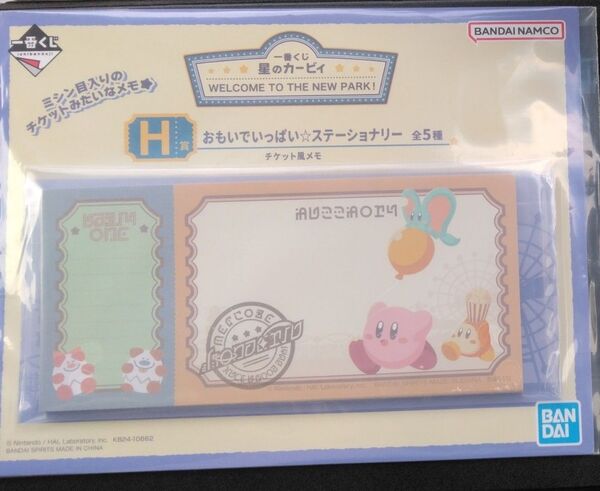 一番くじ
ichibankuji
BANDAI NAMCO
一番くじ
星のカービィ
WELCOME TO THE NEW PARK!
ミシン目入りの
チケットみたいなメモ
H賞
おもいでいっぱい☆ステーショナリー 全5種
チケット風メモ
© Nintendo / HAL Laboratory, Inc. KB24-10662
BANDAI SPIRITS MADE IN CHINA
BAN
DAI